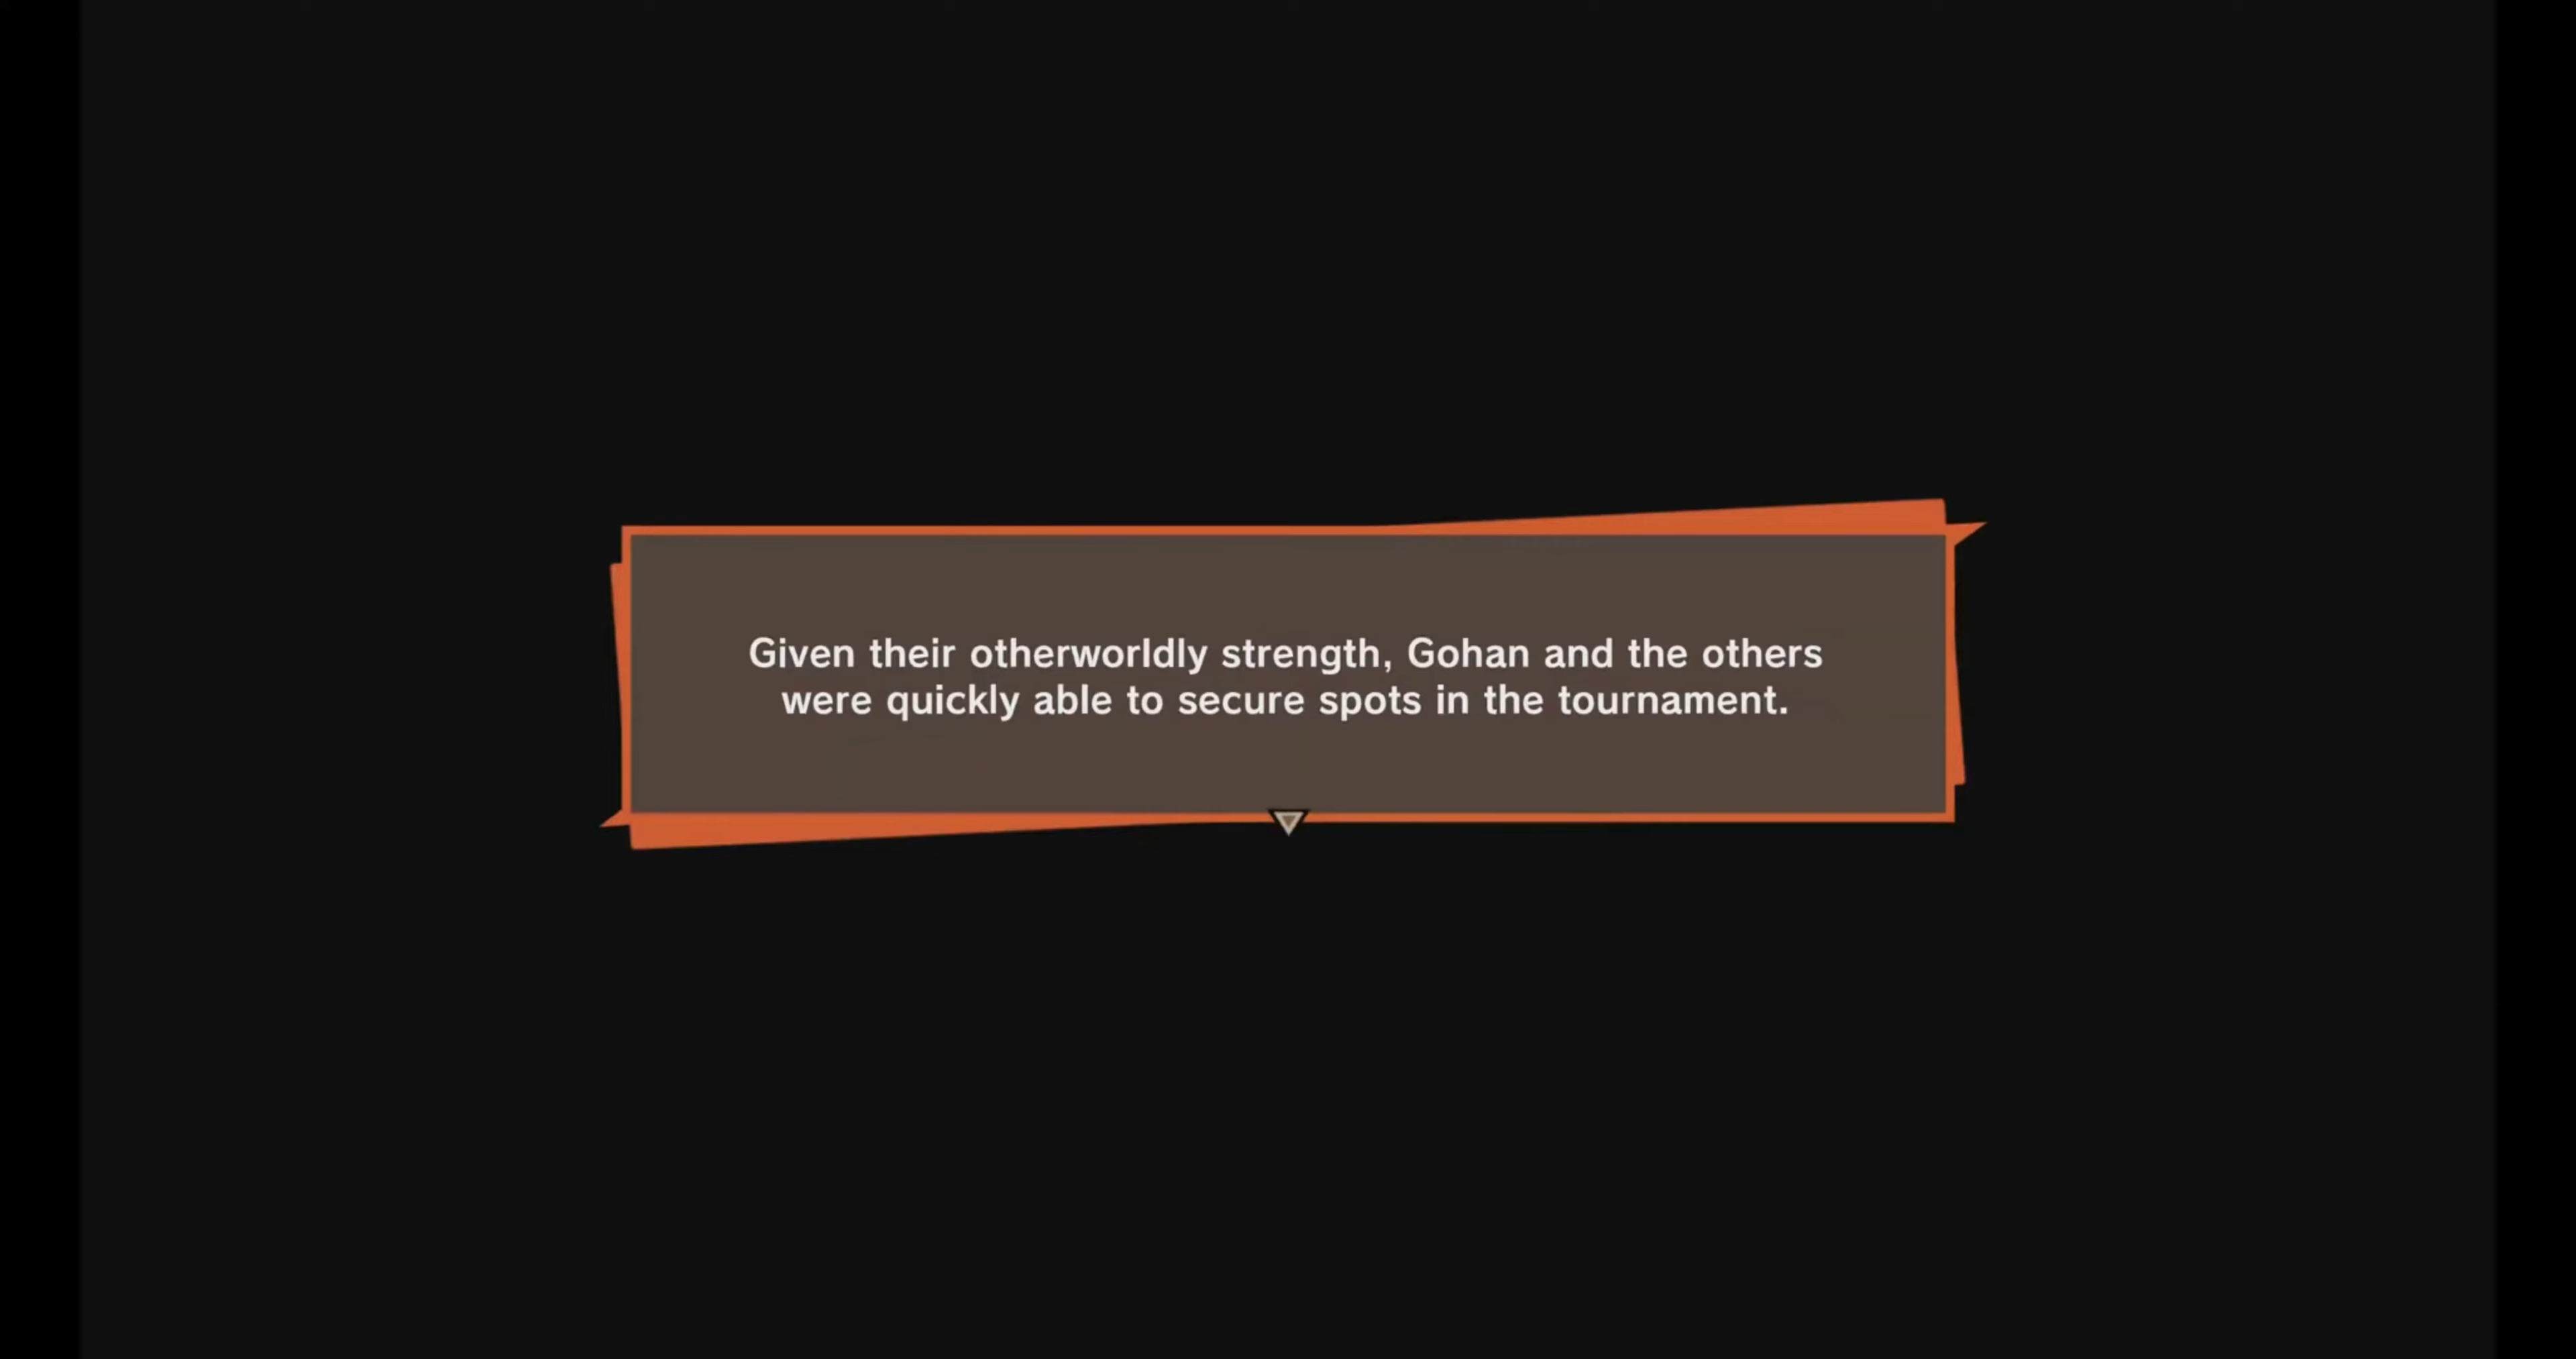 Given their otherworldly strength, Gohan and the others
were quickly able to secure spots in the tournament.